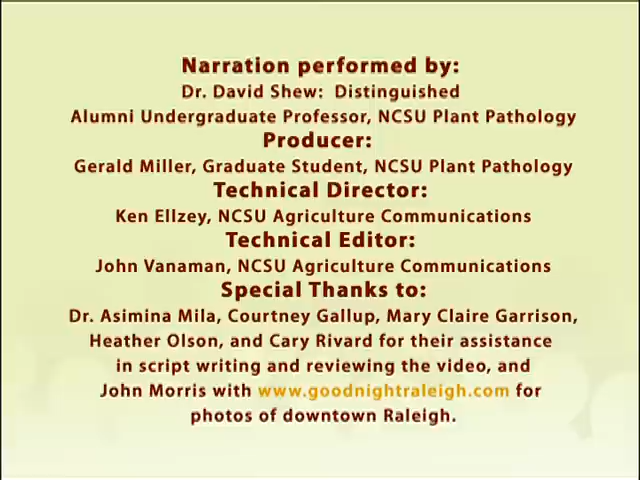 Narration performed by:
Dr. David Shew:  Distinguished
Alumni Undergraduate Professor, NCSU Plant Pathology
Producer:
Gerald Miller, Graduate Student, NCSU Plant Pathology
Technical Director:
Ken Ellzey, NCSU Agriculture Communications
Technical Editor:
John Vanaman, NCSU Agriculture Communications
Special Thanks to:
Dr. Asimina Mila, Courtney Gallup, Mary Claire Garrison,
Heather Olson, and Cary Rivard for their assistance
in script writing and reviewing the video, and
John Morris with www.goodnightraleigh.com for
photos of downtown Raleigh.